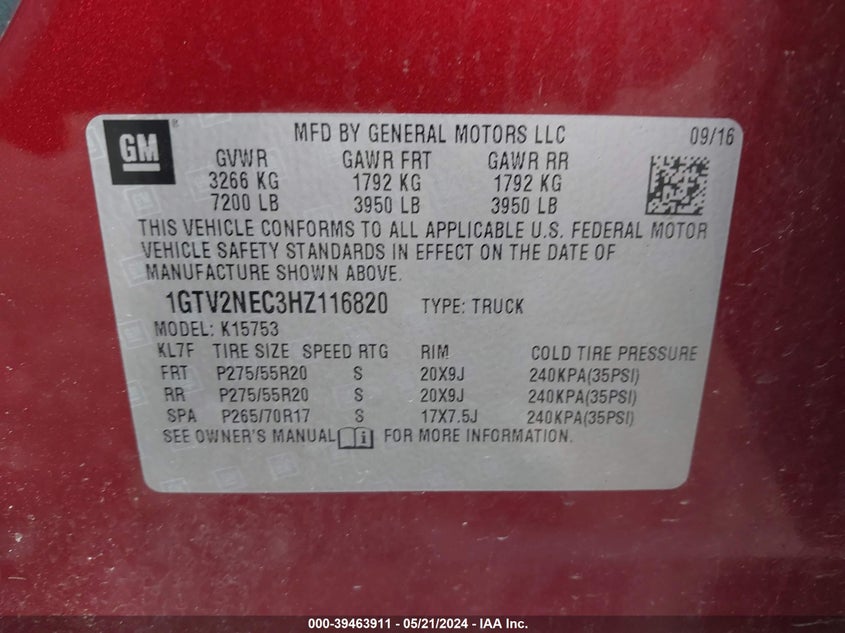 GM
MFD BY GENERAL MOTORS LLC 09/16
GVWR GAWR FRT GAWR RR
3266 KG 1792 KG 1792 KG
7200 LB 3950 LB 3950 LB
THIS VEHICLE CONFORMS TO ALL APPLICABLE U.S. FEDERAL MOTOR
VEHICLE SAFETY STANDARDS IN EFFECT ON THE DATE OF
MANUFACTURE SHOWN ABOVE.
1GTV2NEC3HZ116820 TYPE: TRUCK
MODEL: K15753
KL7F TIRE SIZE SPEED RTG RIM COLD TIRE PRESSURE
FRT P275/55R20 S 20X9J 240KPA(35PSI)
RR P275/55R20 S 20X9J 240KPA(35PSI)
SPA P265/70R17 S 17X7.5J 240KPA(35PSI)
SEE OWNER'S MANUAL i FOR MORE INFORMATION.
000-39463911 - 05/21/2024 - IAA Inc.